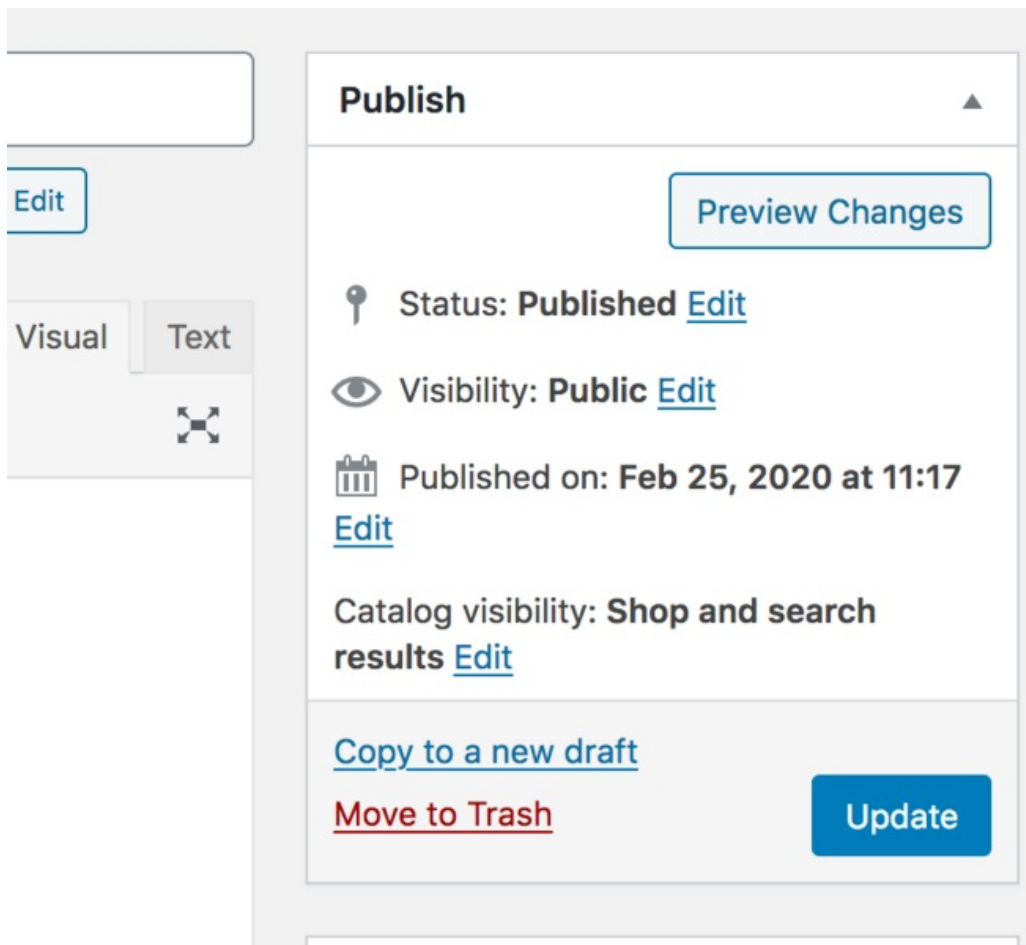 Publish
Edit
Preview Changes
Status: Published Edit
Visual Text
Visibility: Public Edit
Published on: Feb 25, 2020 at 11:17
Edit
Catalog visibility: Shop and search
results Edit
Copy to a new draft
Move to Trash
Update